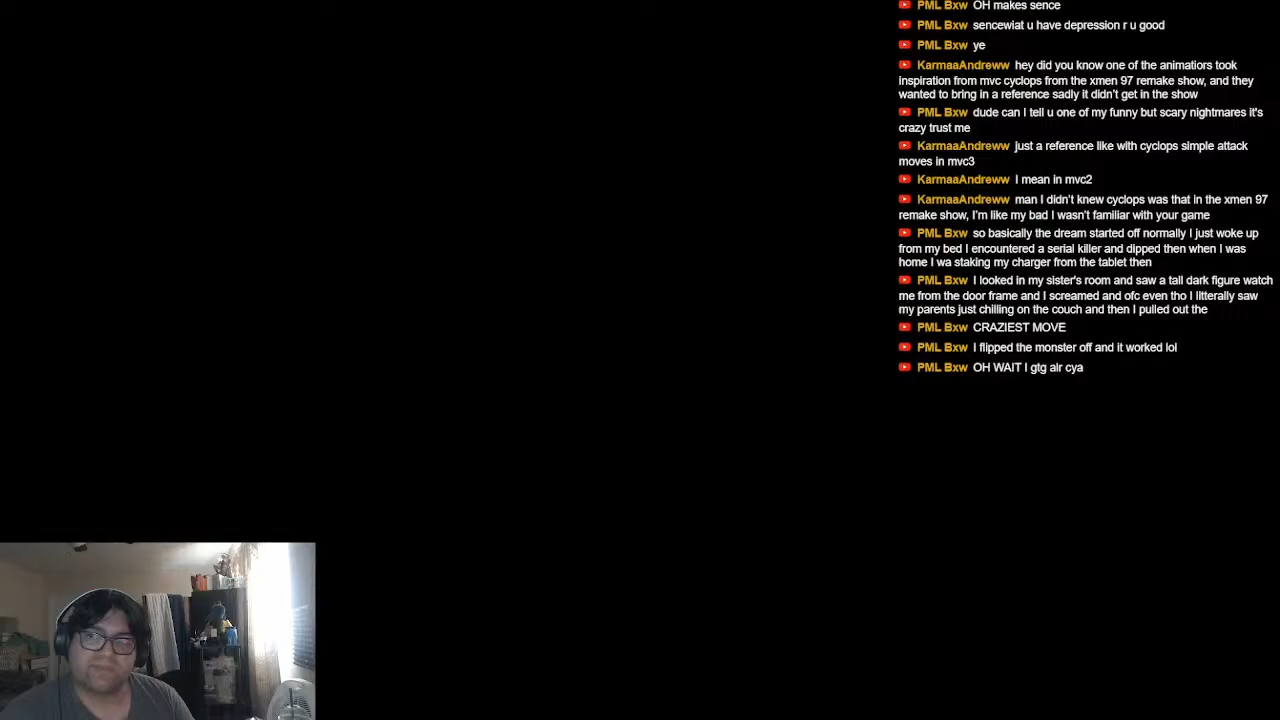 PML Bxw OH makes sence
PML Bxw sencewiat u have depression r u good
PML Bxw ye
KarmaaAndreww hey did you know one of the animatiors took
inspiration from mvc cyclops from the xmen 97 remake show, and they
wanted to bring in a reference sadly it didn't get in the show
PML Bxw dude can I tell u one of my funny but scary nightmares it's
crazy trust me
KarmaaAndreww just a reference like with cyclops simple attack
moves in mvc3
KarmaaAndreww I mean in mvc2
KarmaaAndreww man I didn't knew cyclops was that in the xmen 97
remake show, I'm like my bad I wasn't familiar with your game
PML Bxw so basically the dream started off normally I just woke up
from my bed I encountered a serial killer and dipped then when I was
home I wa staking my charger from the tablet then
PML Bxw I looked in my sister's room and saw a tall dark figure watch
me from the door frame and I screamed and ofc even tho I litterally saw
my parents just chilling on the couch and then I pulled out the
PML Bxw CRAZIEST MOVE
PML Bxw I flipped the monster off and it worked lol
PML Bxw OH WAIT I gtg alr cya